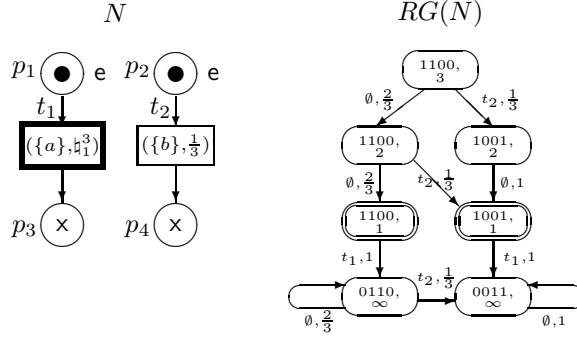 N
p₁ e p₂ e
t₁ t₂
({a},♮³₁) ({b},1/3)
p₃ x p₄ x
RG(N)
1100,
3
∅,2/3 t₂,1/3
1100,
2
1001,
2
∅,2/3 t₂,1/3 ∅,1
1100,
1
1001,
1
t₁,1 t₁,1
0110,
∞
t₂,1/3
0011,
∞
∅,2/3 ∅,1